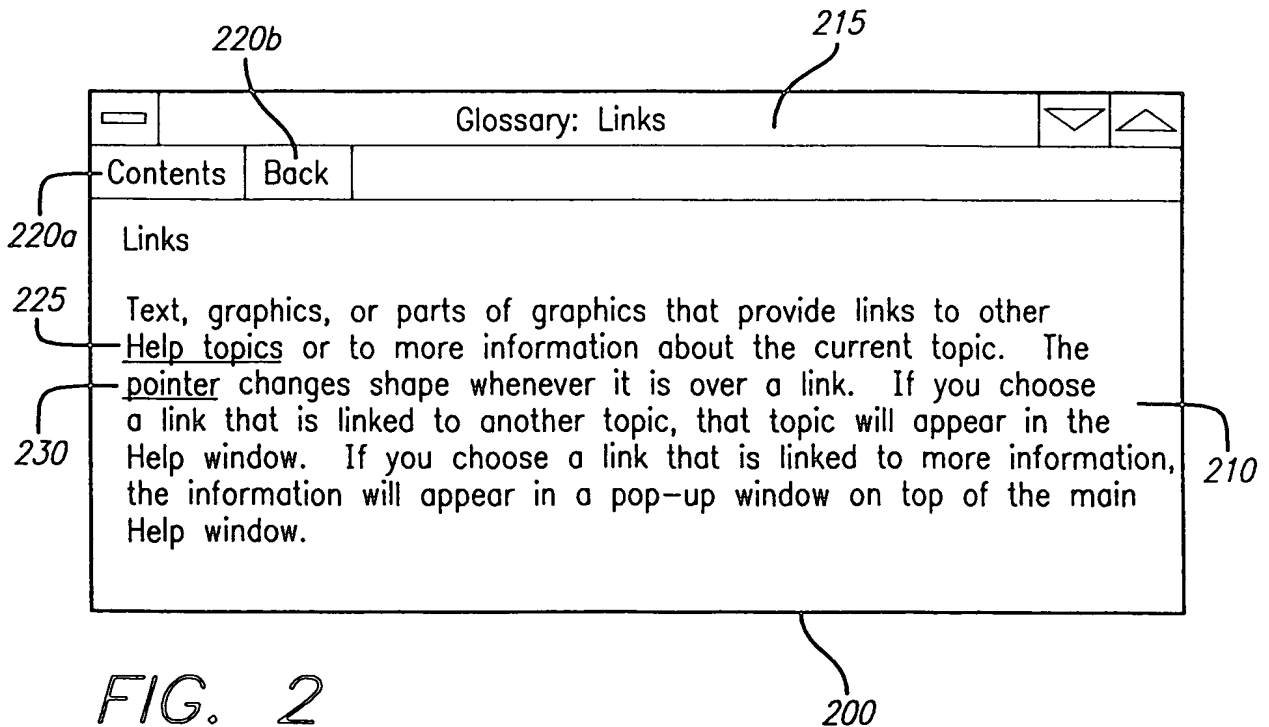 220b
215
Glossary: Links
Contents
Back
220a
Links
225
Text, graphics, or parts of graphics that provide links to other
Help topics or to more information about the current topic. The
pointer changes shape whenever it is over a link. If you choose
a link that is linked to another topic, that topic will appear in the
230
Help window. If you choose a link that is linked to more information,
210
the information will appear in a pop-up window on top of the main
Help window.
FIG. 2
200